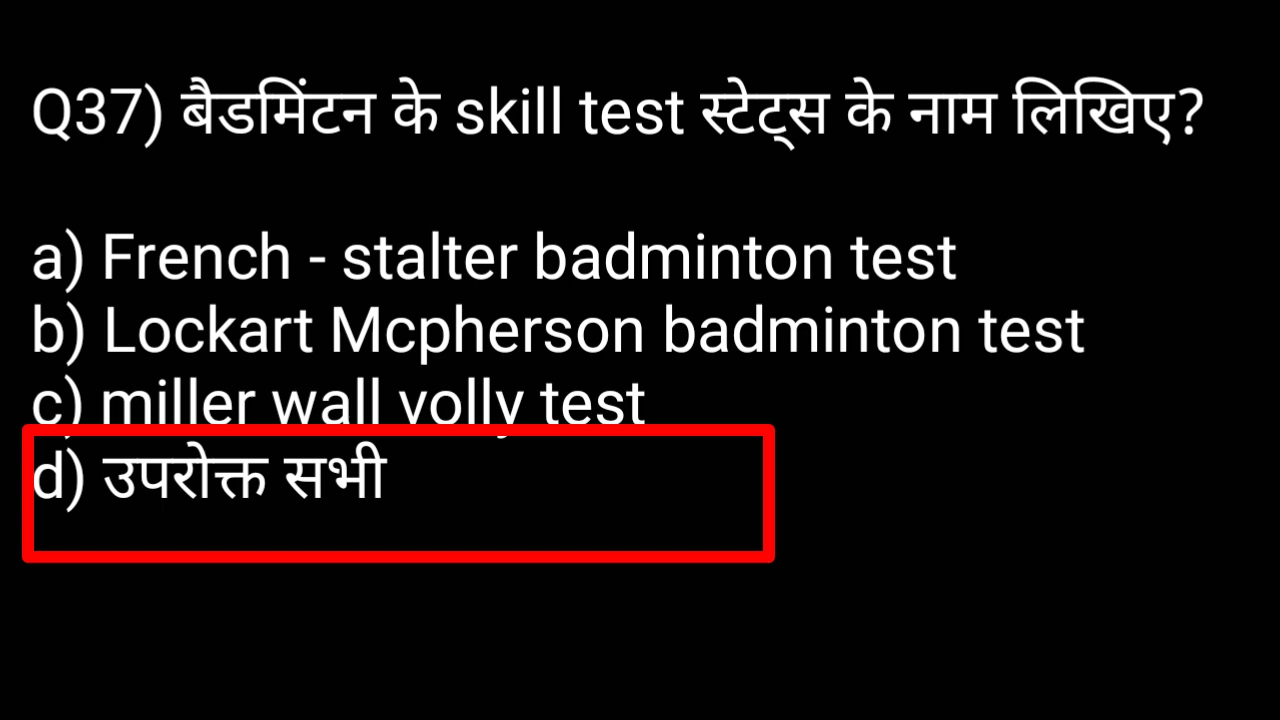 Q37) बैडमिंटन के skill test स्टेट्स के नाम लिखिए?
a) French - stalter badminton test
b) Lockart Mcpherson badminton test
c) miller wall volly test
d) उपरोक्त सभी